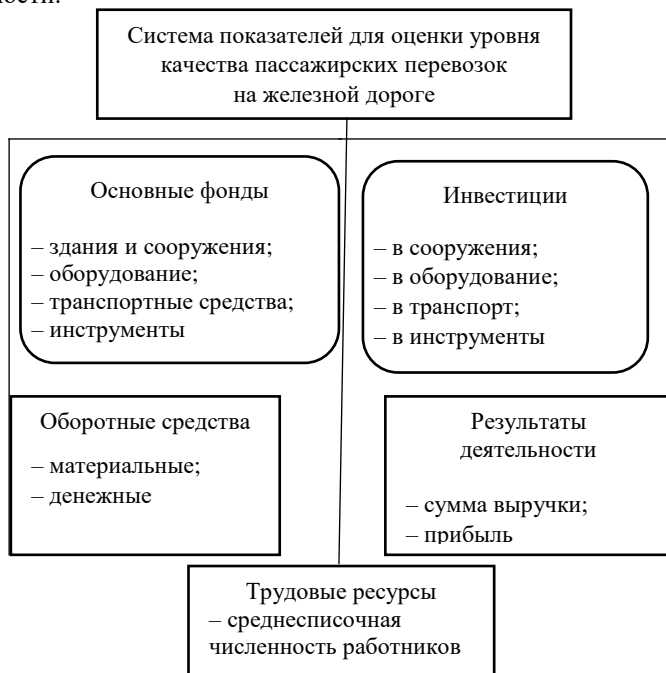 Система показателей для оценки уровня
качества пассажирских перевозок
на железной дороге
Основные фонды
– здания и сооружения;
– оборудование;
– транспортные средства;
– инструменты
Инвестиции
– в сооружения;
– в оборудование;
– в транспорт;
– в инструменты
Оборотные средства
– материальные;
– денежные
Результаты
деятельности
– сумма выручки;
– прибыль
Трудовые ресурсы
– среднесписочная
численность работников